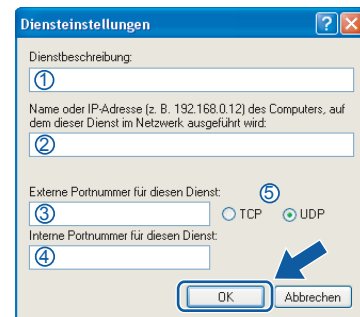 Diensteinstellungen
Dienstbeschreibung:
①
Name oder IP-Adresse (z. B. 192.168.0.12) des Computers, auf
dem dieser Dienst im Netzwerk ausgeführt wird:
②
Externe Portnummer für diesen Dienst: ⑤
③ TCP UDP
Interne Portnummer für diesen Dienst:
④
OK Abbrechen